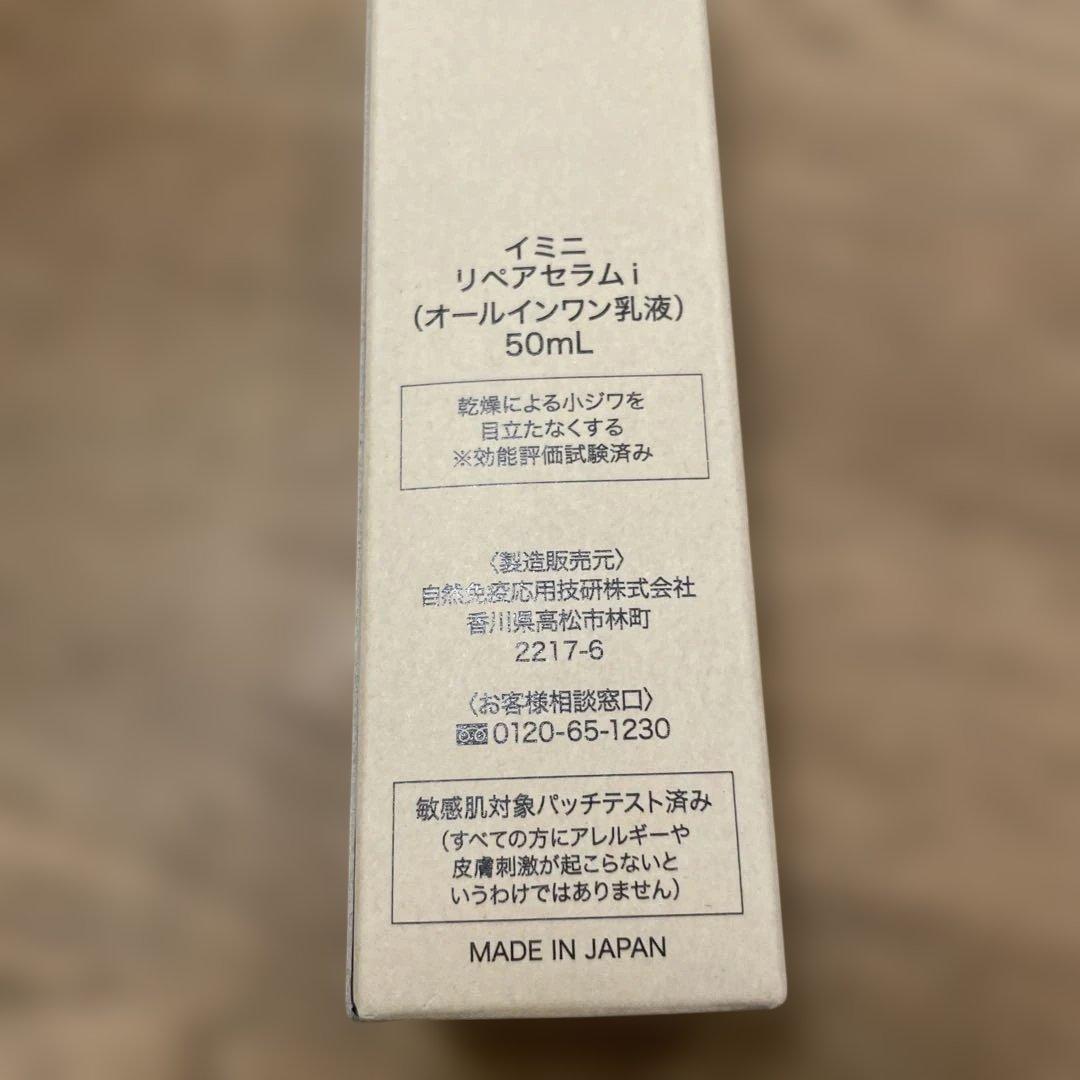 イミニ
リペアセラムi
（オールインワン乳液）
50mL
乾燥による小ジワを
目立たなくする
※効能評価試験済み
〈製造販売元〉
自然免疫応用技研株式会社
香川県高松市林町
2217-6
〈お客様相談窓口〉
0120-65-1230
敏感肌対象パッチテスト済み
（すべての方にアレルギーや
皮膚刺激が起こらないと
いうわけではありません）
MADE IN JAPAN